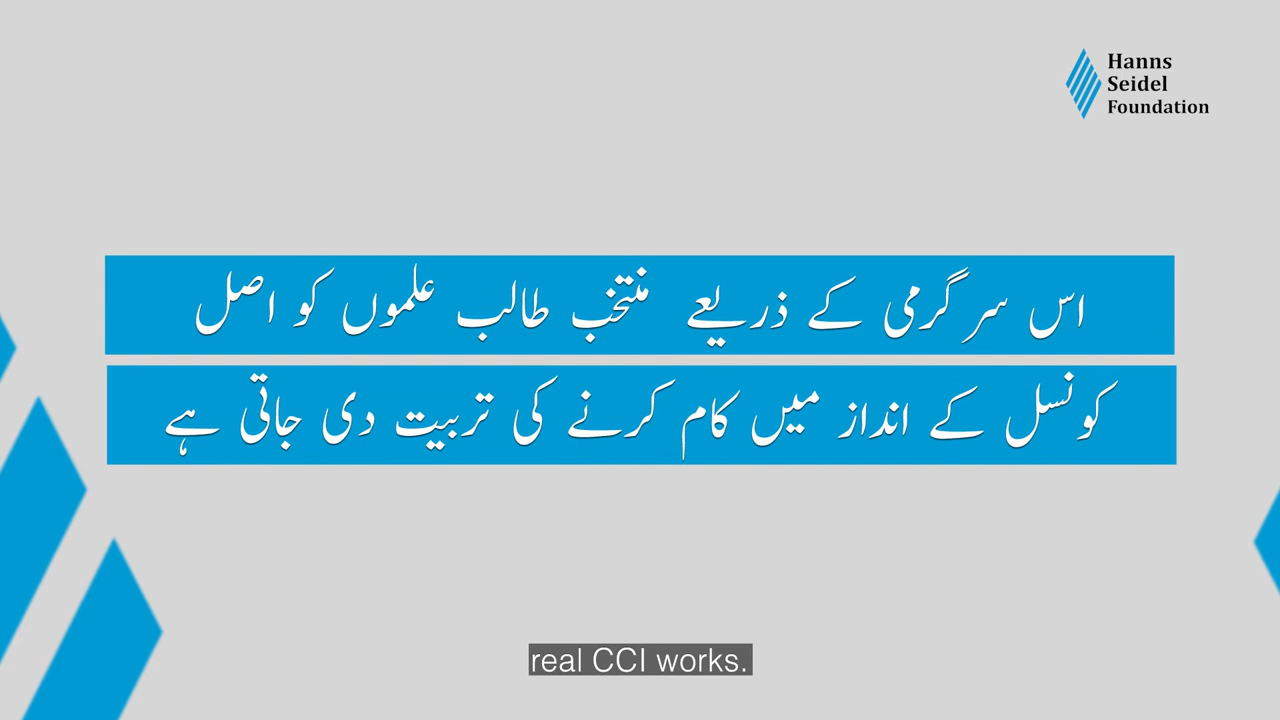 Hanns
Seidel
Foundation
اس سرگرمی کے ذریعے منتخب طالب علموں کو اصل
کونسل کے انداز میں کام کرنے کی تربیت دی جاتی ہے
real CCI works.